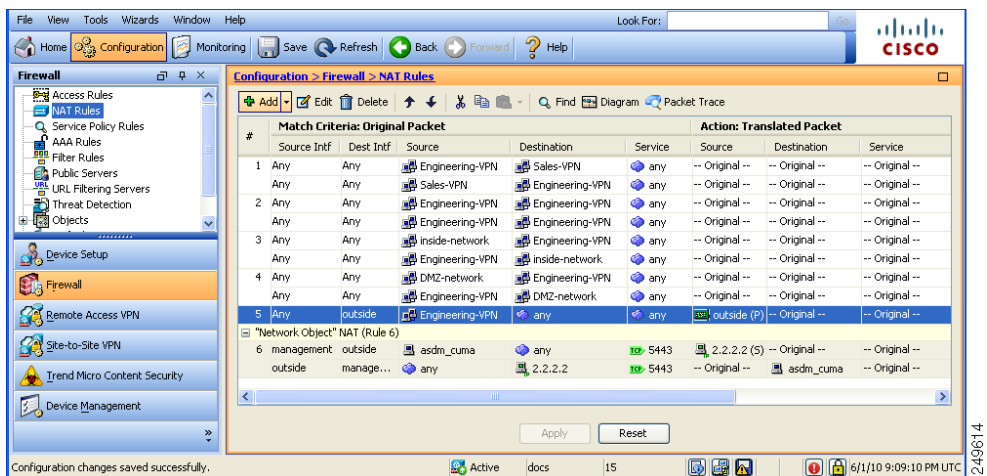 File View Tools Wizards Window Help Look For: Go
Home Configuration Monitoring Save Refresh Back Forward Help
CISCO
Firewall
Access Rules
NAT Rules
Service Policy Rules
AAA Rules
Filter Rules
Public Servers
URL URL Filtering Servers
Threat Detection
Objects
Device Setup
Firewall
Remote Access VPN
Site-to-Site VPN
Trend Micro Content Security
Device Management
Configuration > Firewall > NAT Rules
Add Edit Delete Find Diagram Packet Trace
# Match Criteria: Original Packet Action: Translated Packet
Source Intf Dest Intf Source Destination Service Source Destination Service
1 Any Any Engineering-VPN Sales-VPN any -- Original -- -- Original -- -- Original --
Any Any Sales-VPN Engineering-VPN any -- Original -- -- Original -- -- Original --
2 Any Any Engineering-VPN Engineering-VPN any -- Original -- -- Original -- -- Original --
Any Any Engineering-VPN Engineering-VPN any -- Original -- -- Original -- -- Original --
3 Any Any inside-network Engineering-VPN any -- Original -- -- Original -- -- Original --
Any Any Engineering-VPN inside-network any -- Original -- -- Original -- -- Original --
4 Any Any DMZ-network Engineering-VPN any -- Original -- -- Original -- -- Original --
Any Any Engineering-VPN DMZ-network any -- Original -- -- Original -- -- Original --
5 Any outside Engineering-VPN any any outside (P) -- Original -- -- Original --
"Network Object" NAT (Rule 6)
6 management outside asdm_cuma any TCP 5443 2.2.2.2 (S) -- Original -- -- Original --
outside manage... any 2.2.2.2 TCP 5443 -- Original -- asdm_cuma -- Original --
Apply Reset
Configuration changes saved successfully. Active docs 15 6/1/10 9:09:10 PM UTC
249614